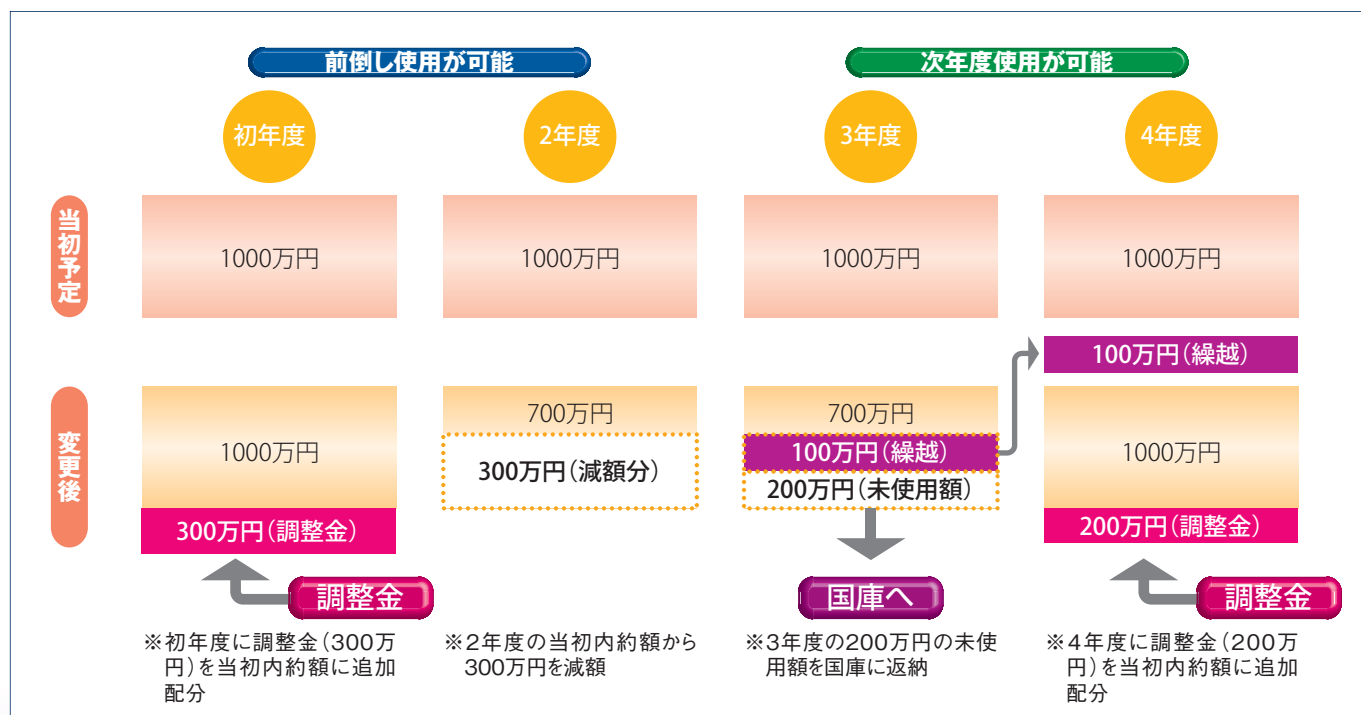 前倒し使用が可能
次年度使用が可能
初年度
2年度
3年度
4年度
当初予定
1000万円
1000万円
1000万円
1000万円
変更後
1000万円
300万円(調整金)
700万円
300万円(減額分)
700万円
100万円(繰越)
200万円(未使用額)
100万円(繰越)
1000万円
200万円(調整金)
調整金
国庫へ
調整金
※初年度に調整金(300万
円)を当初内約額に追加
配分
※2年度の当初内約額から
300万円を減額
※3年度の200万円の未使
用額を国庫に返納
※4年度に調整金(200万
円)を当初内約額に追加
配分